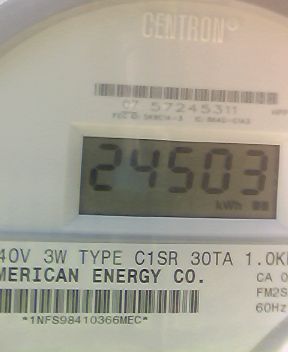 CENTRON®
C7 57245311
24503
kWh
40V 3W TYPE C1SR 30TA 1.0K
MERICAN ENERGY CO.
CA 0
FM2S
60Hz
*1NFS98410366MEC*